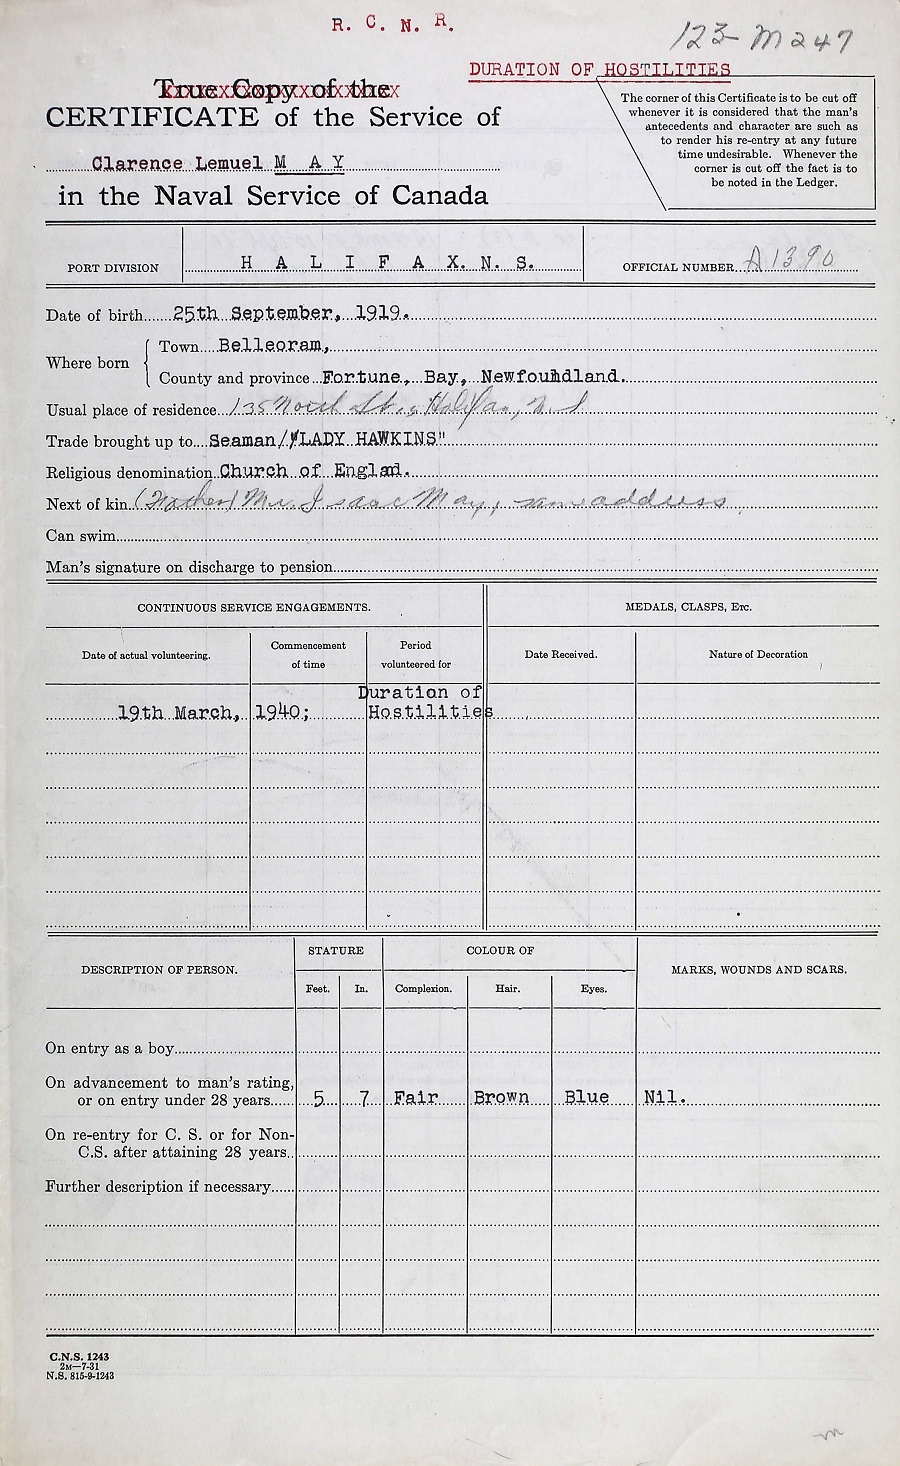 R. C. N. R.
123-M247
DURATION OF HOSTILITIES
True Copy of the
CERTIFICATE of the Service of
Clarence Lemuel M A Y
in the Naval Service of Canada
The corner of this Certificate is to be cut off
whenever it is considered that the man's
antecedents and character are such as
to render his re-entry at any future
time undesirable. Whenever the
corner is cut off the fact is to
be noted in the Ledger.
PORT DIVISION H A L I F A X. N. S. OFFICIAL NUMBER A1390
Date of birth 25th September, 1919.
Where born
Town Belleoram,
County and province Fortune, Bay, Newfoundland.
Usual place of residence 135 North St., Halifax, N.S
Trade brought up to Seaman/"LADY HAWKINS"
Religious denomination Church of Englad.
Next of kin (Father) Mr. Isaac May, same address
Can swim
Man's signature on discharge to pension
CONTINUOUS SERVICE ENGAGEMENTS. MEDALS, CLASPS, Etc.
Date of actual volunteering. Commencement of time Period volunteered for Date Received. Nature of Decoration
Duration of
19th March, 1940; Hostilities
DESCRIPTION OF PERSON. STATURE COLOUR OF MARKS, WOUNDS AND SCARS.
Feet. In. Complexion. Hair. Eyes.
On entry as a boy
On advancement to man's rating,
or on entry under 28 years 5 7 Fair Brown Blue Nil.
On re-entry for C. S. or for Non-
C.S. after attaining 28 years
Further description if necessary
C.N.S. 1243
2M—7-31
N.S. 815-9-1243